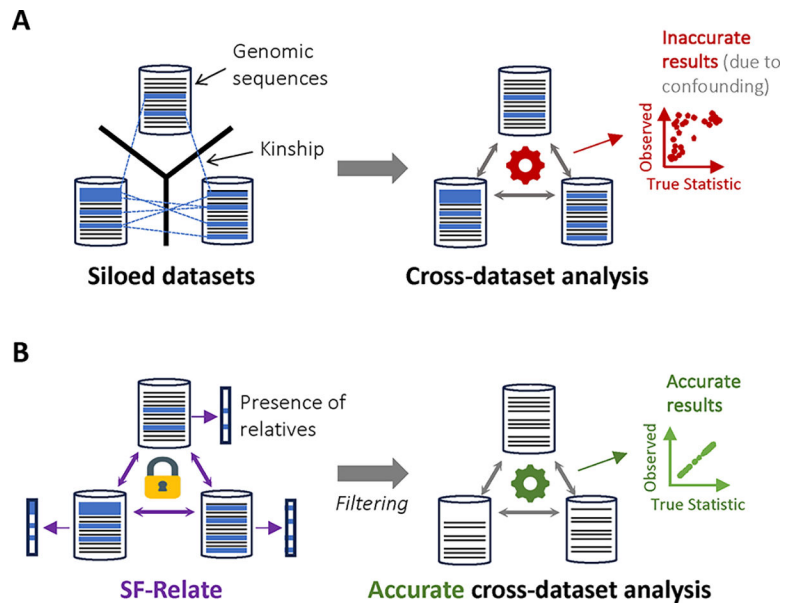 A
Genomic
sequences
Kinship
Siloed datasets
Cross-dataset analysis
Inaccurate
results (due to
confounding)
Observed
True Statistic
B
Presence of
relatives
SF-Relate
Filtering
Accurate cross-dataset analysis
Accurate
results
Observed
True Statistic